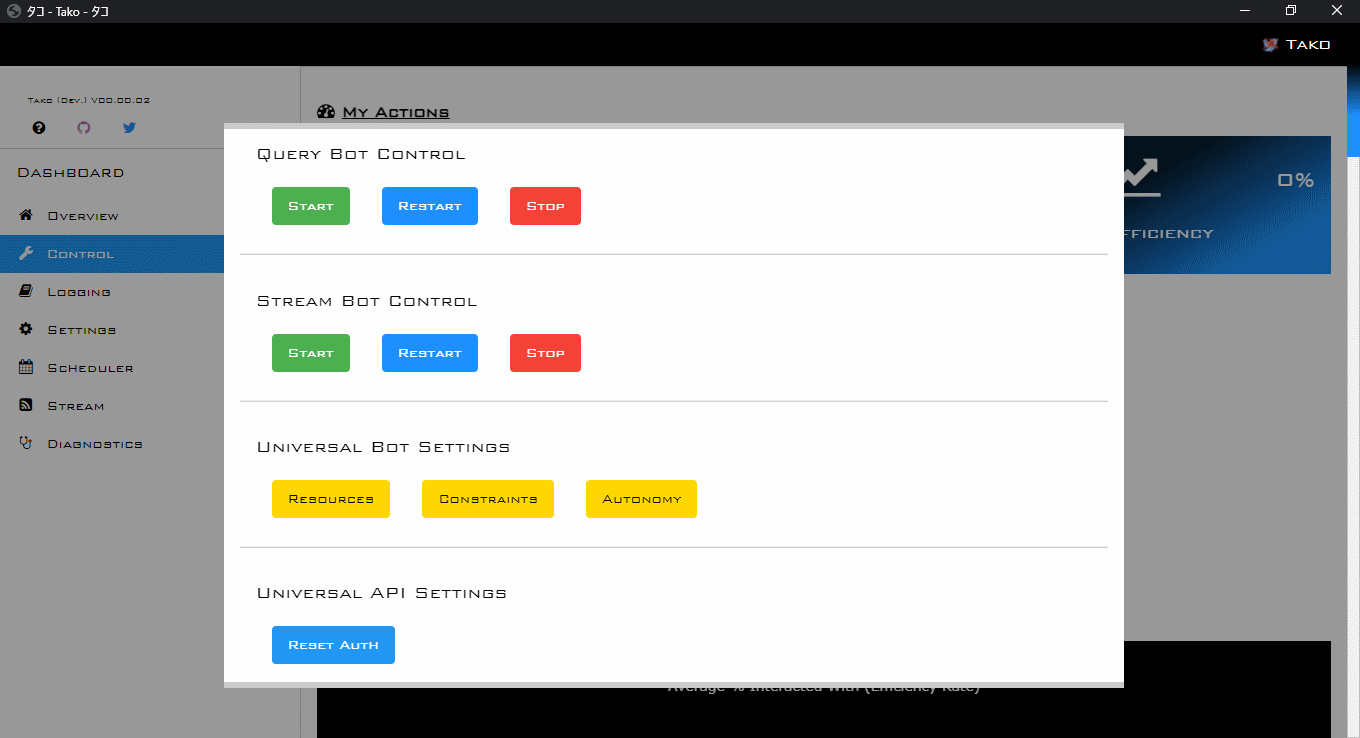 タコ - Tako - タコ
Tako
Tako (Dev.) V00.00.02
My Actions
Dashboard
Overview
Control
Logging
Settings
Scheduler
Stream
Diagnostics
Query Bot Control
Start Restart Stop
Stream Bot Control
Start Restart Stop
Universal Bot Settings
Resources Constraints Autonomy
Universal API Settings
Reset Auth
0%
fficiency
Average % Interacted With (Efficiency Rate)